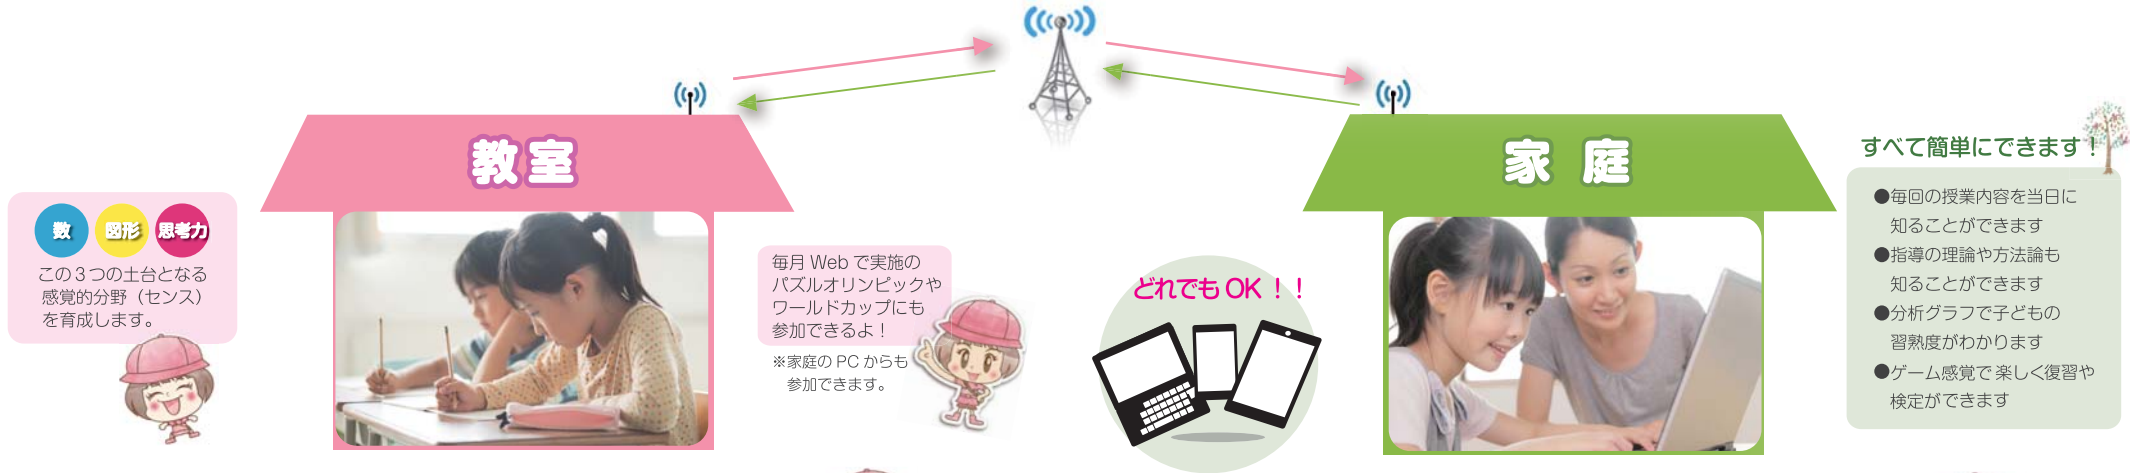 教室
家庭
数 図形 思考力
この３つの土台となる
感覚的分野（センス）
を育成します。
毎月 Web で実施の
パズルオリンピックや
ワールドカップにも
参加できるよ！
※家庭の PC からも
参加できます。
どれでも OK ！！
すべて簡単にできます！
●毎回の授業内容を当日に
知ることができます
●指導の理論や方法論も
知ることができます
●分析グラフで子どもの
習熟度がわかります
●ゲーム感覚で 楽しく復習や
検定ができます